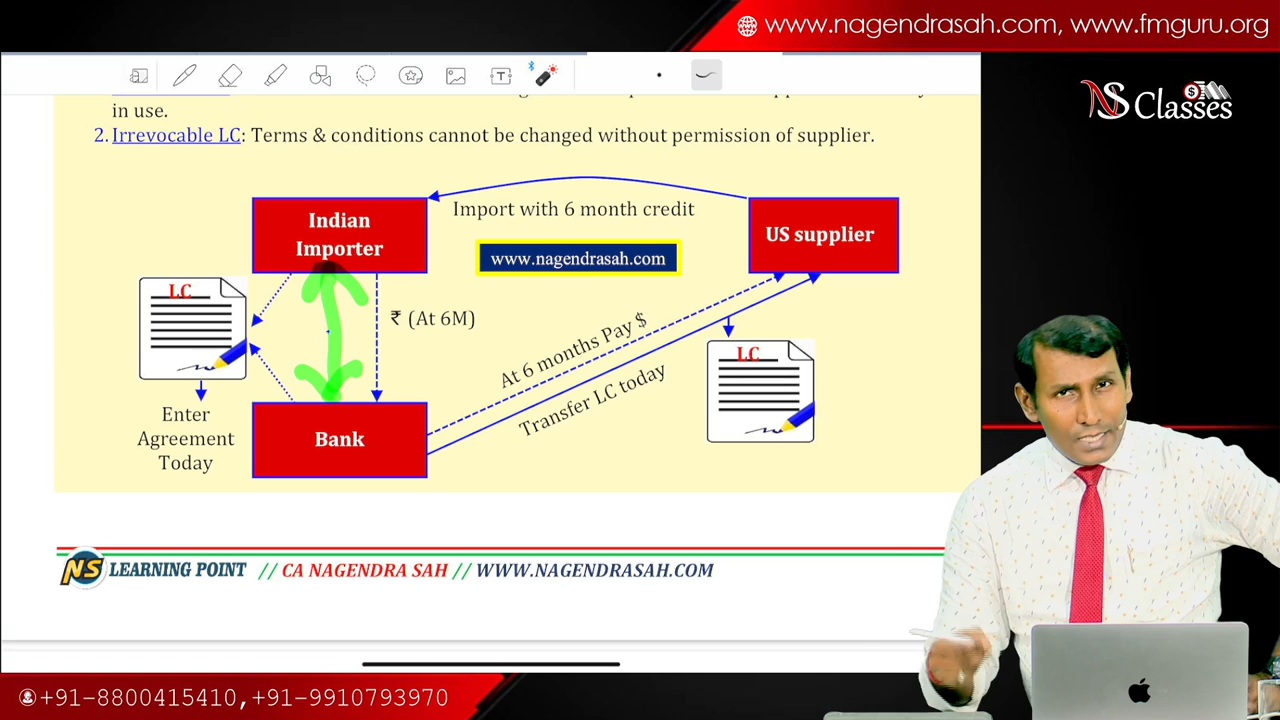 www.nagendrasah.com, www.fmguru.org
NS Classes
in use.
2. Irrevocable LC: Terms & conditions cannot be changed without permission of supplier.
Indian
Importer
Import with 6 month credit
US supplier
www.nagendrasah.com
LC
₹ (At 6M)
At 6 months Pay $
Transfer LC today
LC
Enter
Agreement
Today
Bank
NS LEARNING POINT // CA NAGENDRA SAH // WWW.NAGENDRASAH.COM
+91-8800415410,+91-9910793970